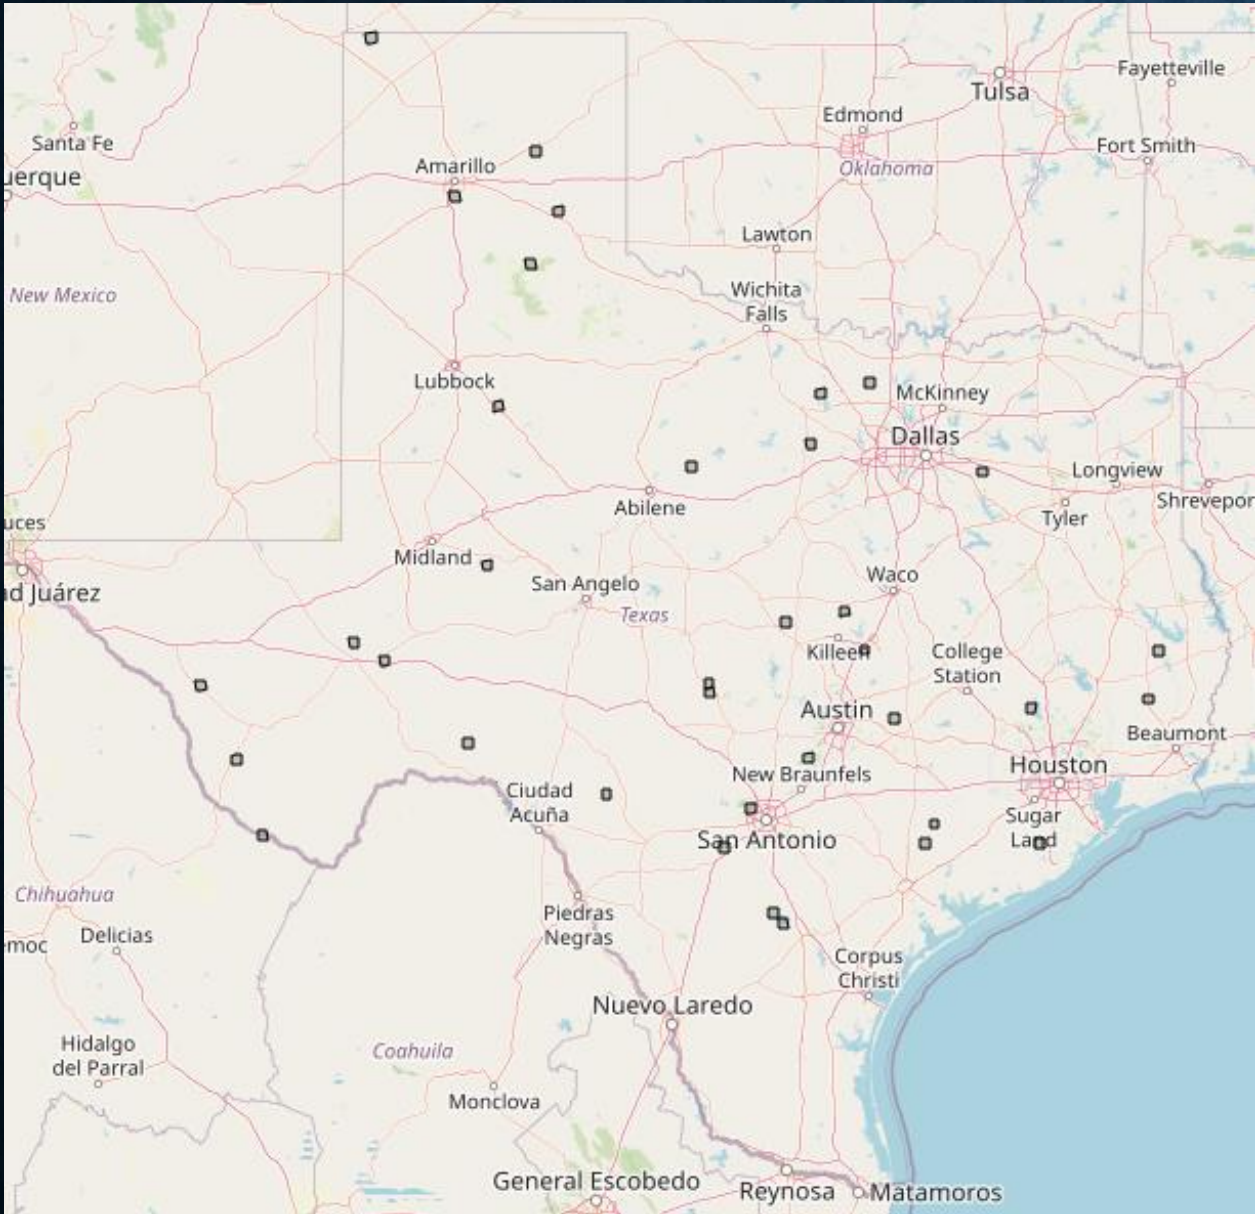 Fayetteville
Tulsa
Edmond
Santa Fe
Fort Smith
Amarillo
uerque
Oklahoma
Lawton
New Mexico
Wichita
Falls
Lubbock
McKinney
Dallas
Longview
Abilene
Shrevepor
Tyler
uces
Midland
Waco
San Angelo
ad Juárez
Texas
Killeen
College
Station
Austin
Beaumont
Houston
New Braunfels
Ciudad
Acuña
Sugar
Land
San Antonio
Chihuahua
Piedras
Negras
Delicias
emoc
Corpus
Christi
Nuevo Laredo
Hidalgo
del Parral
Coahuila
Monclova
General Escobedo
Reynosa
Matamoros